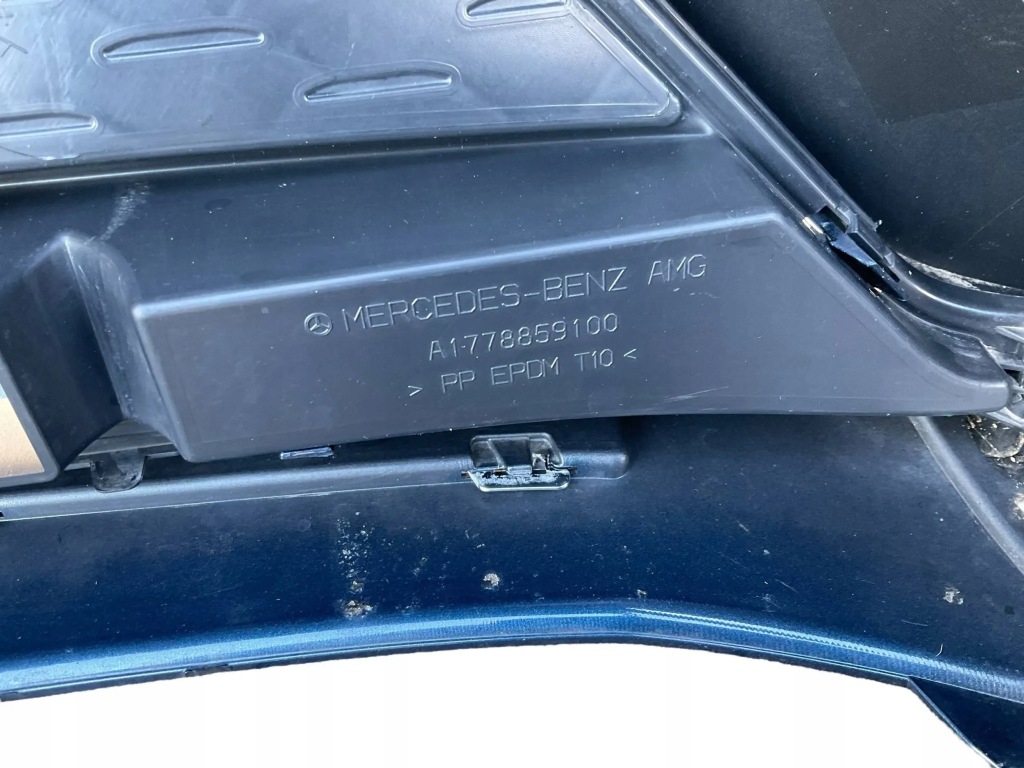 MERCEDES-BENZ AMG
A1778859100
> PP EPDM T10 <